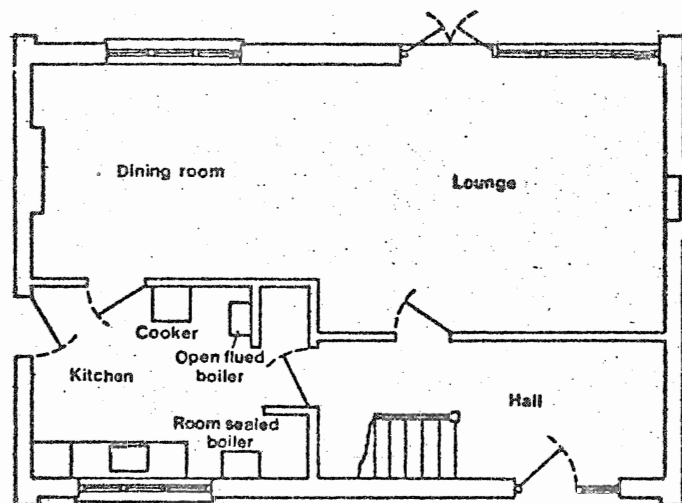 Dining room
Lounge
Cooker
Open flued
boiler
Kitchen
Hall
Room sealed
boiler